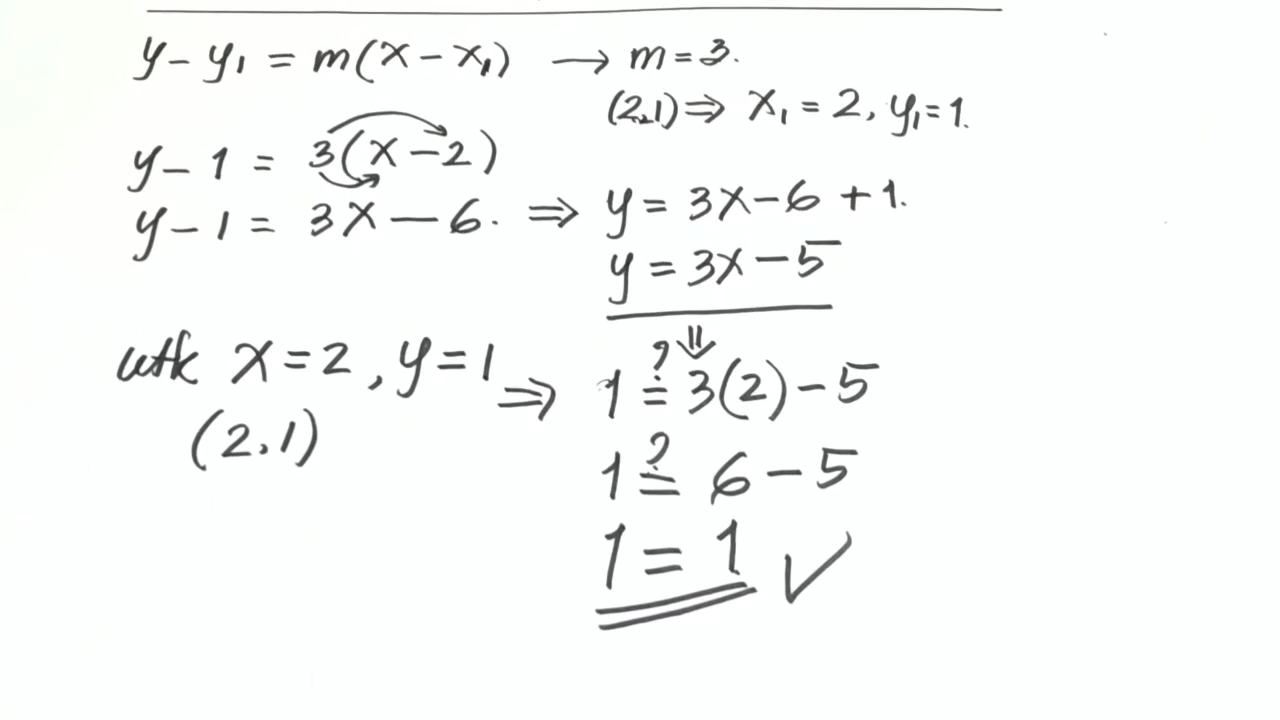 y - y₁ = m(x - x₁) → m = 3.
(2,1) ⇒ x₁ = 2, y₁ = 1.
y - 1 = 3(x - 2)
y - 1 = 3x - 6. ⇒ y = 3x - 6 + 1.
y = 3x - 5
⇓
utk x = 2, y = 1 ⇒ 1 ≟ 3(2) - 5
(2,1)
1 ≟ 6 - 5
1 = 1 ✓